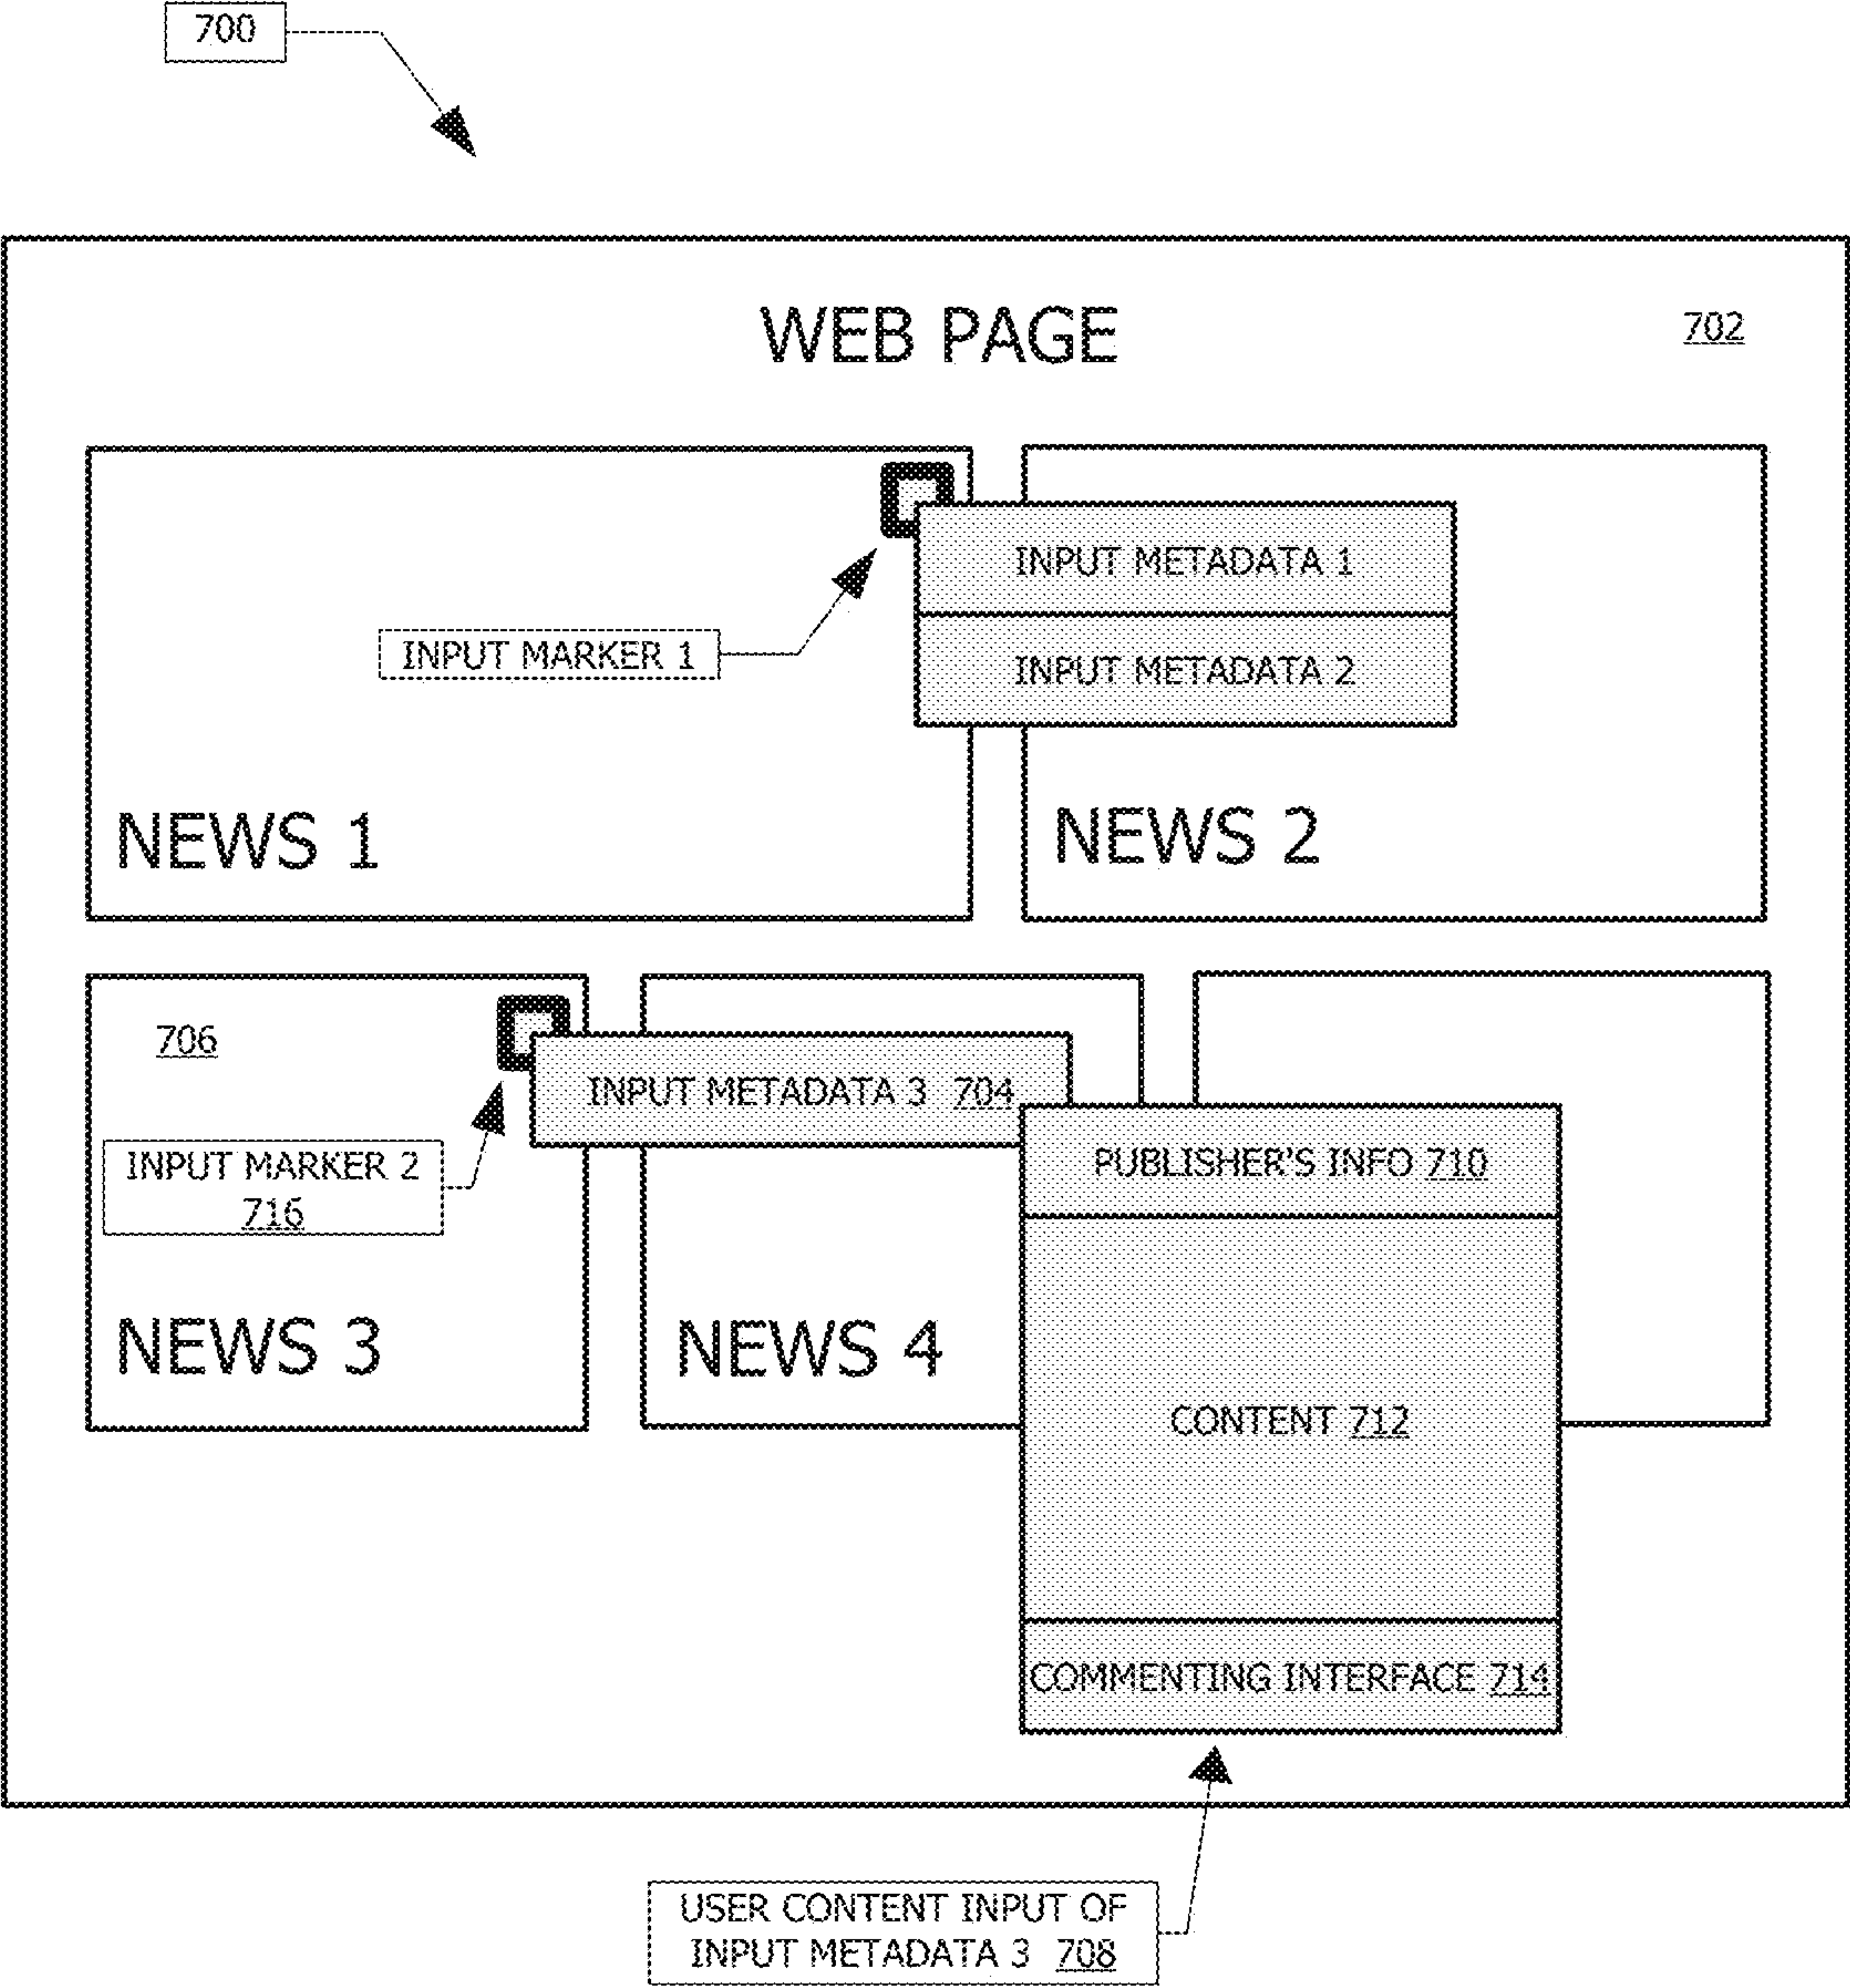 700
WEB PAGE
702
INPUT METADATA 1
INPUT MARKER 1
INPUT METADATA 2
NEWS 1
NEWS 2
706
INPUT METADATA 3 704
INPUT MARKER 2
716
PUBLISHER'S INFO 710
NEWS 3
NEWS 4
CONTENT 712
COMMENTING INTERFACE 714
USER CONTENT INPUT OF
INPUT METADATA 3 708